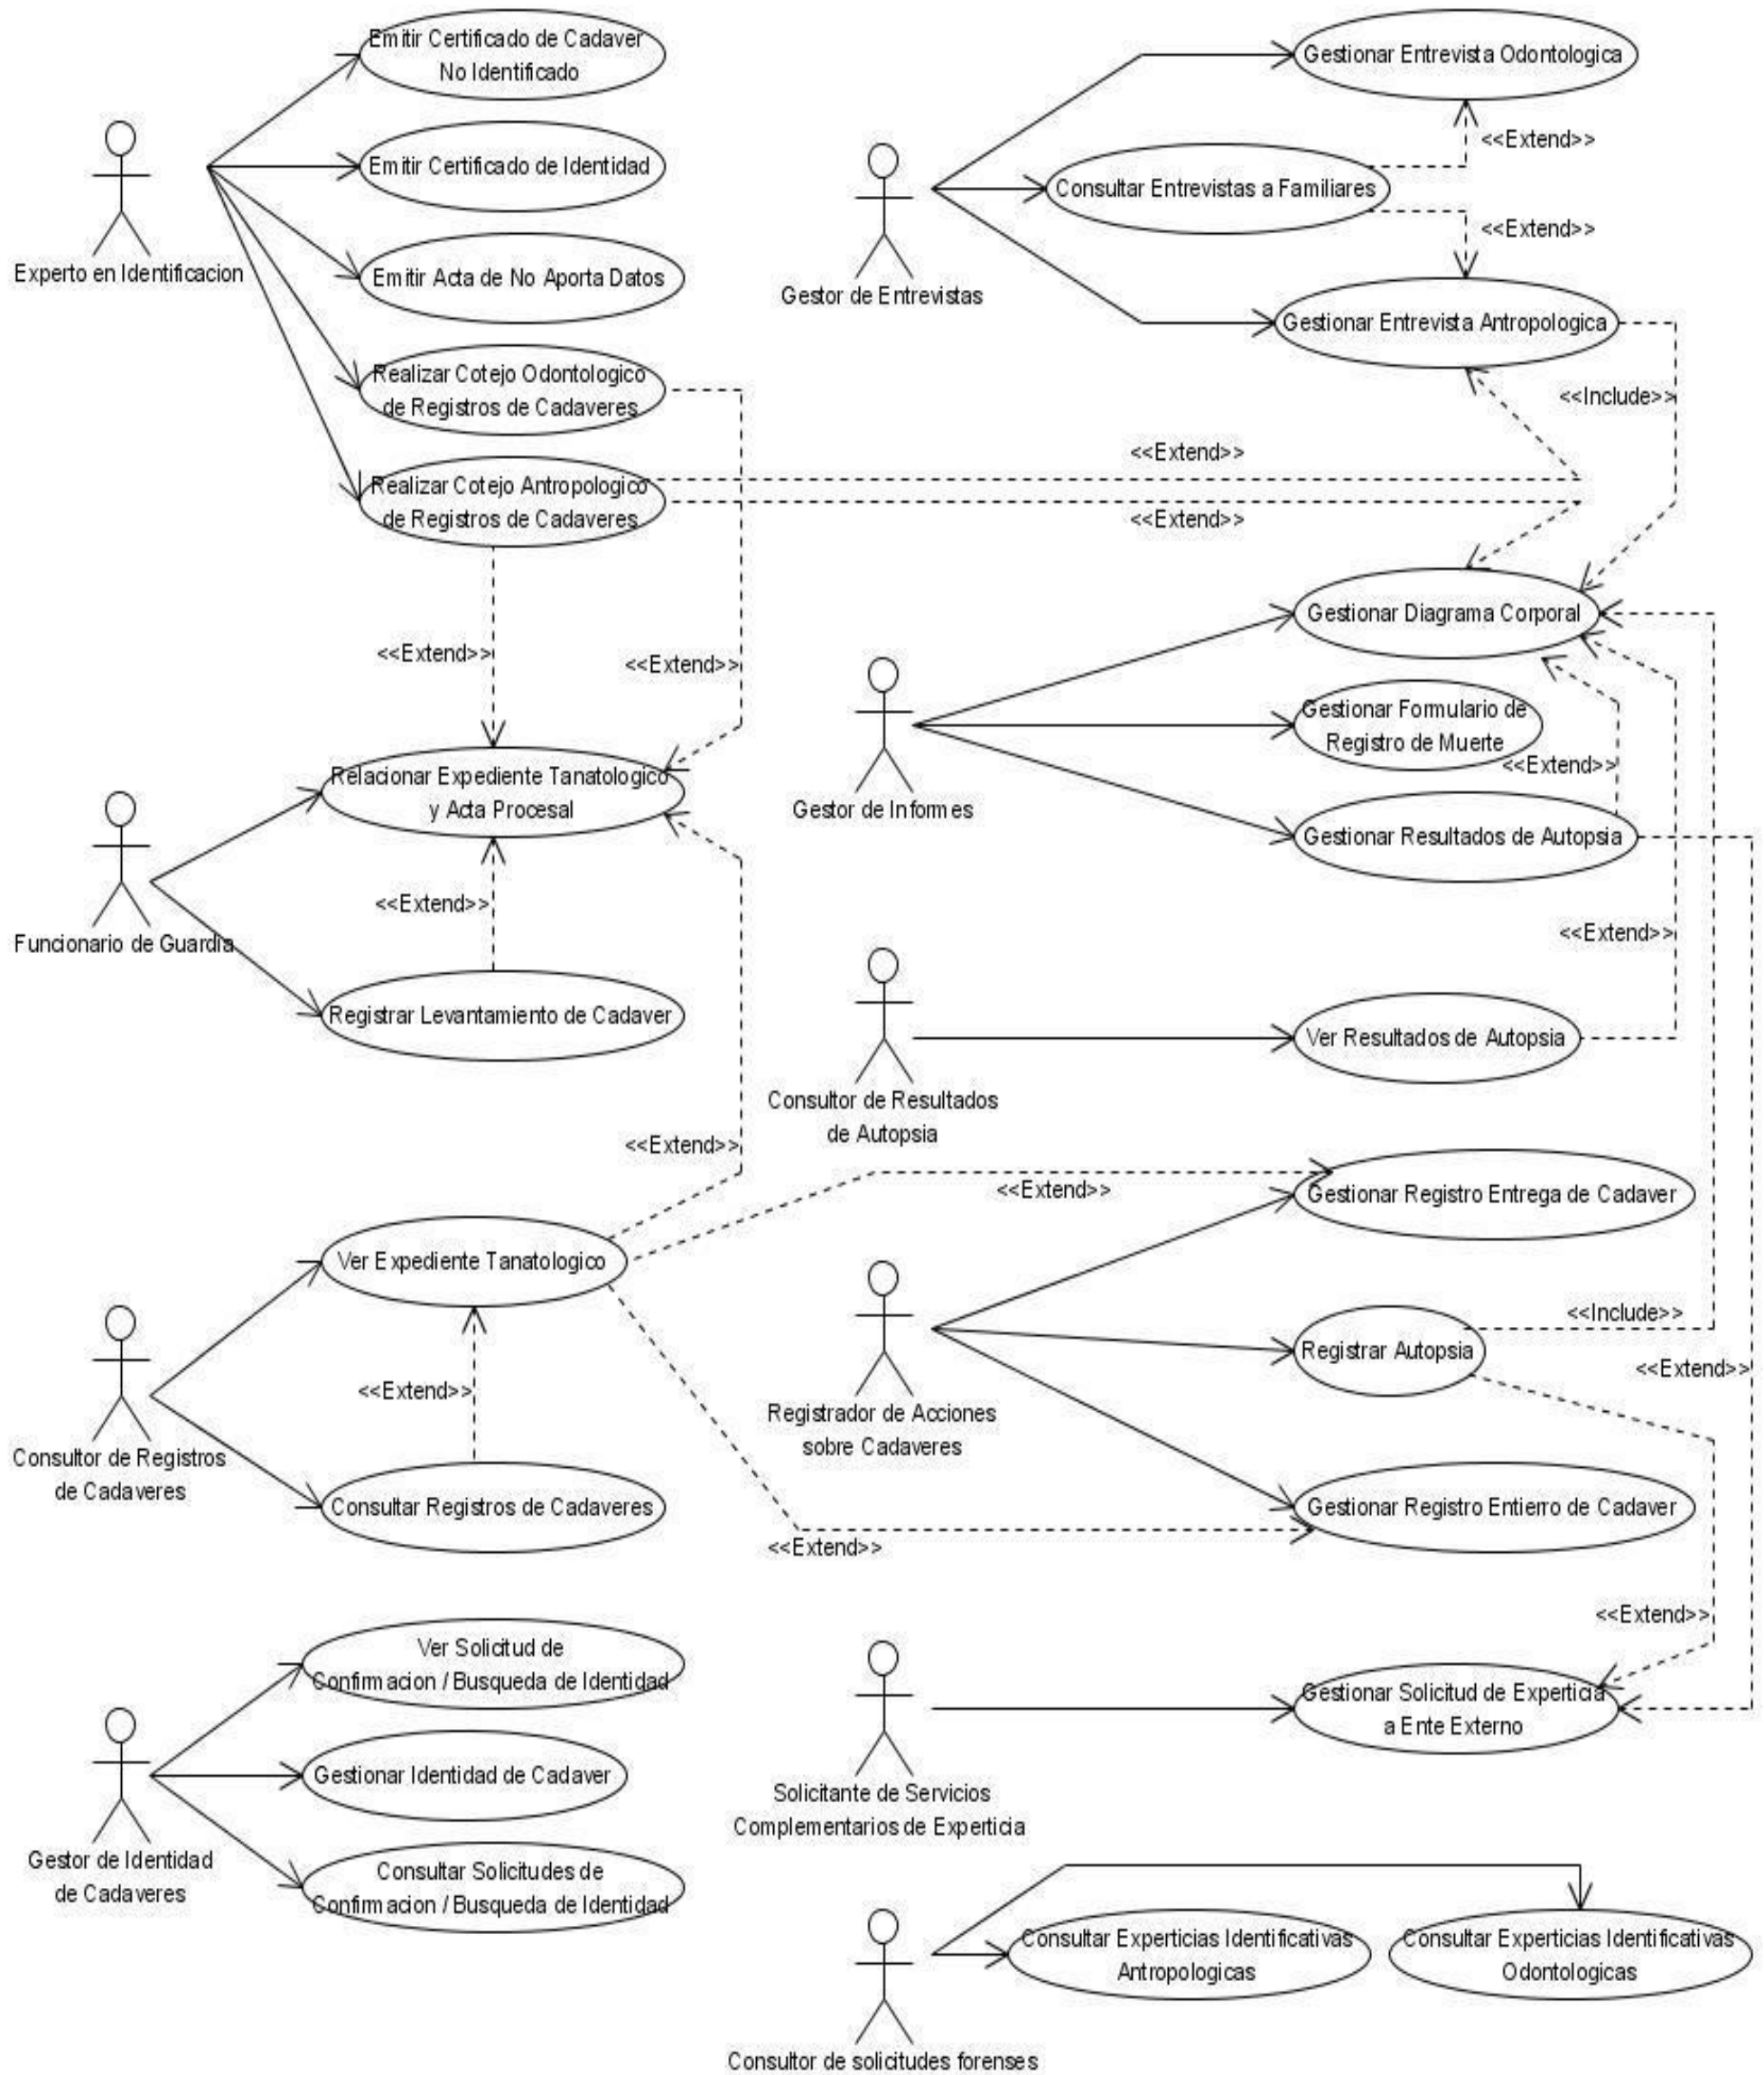 Emitir Certificado de Cadaver
No Identificado
Emitir Certificado de Identidad
Experto en Identificacion
Emitir Acta de No Aporta Datos
Realizar Cotejo Odontologico
de Registros de Cadaveres
Realizar Cotejo Antropologico
de Registros de Cadaveres
Gestionar Entrevista Odontologica
<<Extend>>
Consultar Entrevistas a Familiares
<<Extend>>
Gestor de Entrevistas
Gestionar Entrevista Antropologica
<<Include>>
<<Extend>>
<<Extend>>
<<Extend>>
<<Extend>>
Relacionar Expediente Tanatologico
y Acta Procesal
<<Extend>>
Funcionario de Guardia
Registrar Levantamiento de Cadaver
Gestionar Diagrama Corporal
Gestionar Formulario de
Registro de Muerte
<<Extend>>
Gestor de Informes
Gestionar Resultados de Autopsia
<<Extend>>
Ver Resultados de Autopsia
Consultor de Resultados
de Autopsia
<<Extend>>
<<Extend>>
Gestionar Registro Entrega de Cadaver
Ver Expediente Tanatologico
<<Include>>
Registrar Autopsia
<<Extend>>
<<Extend>>
Registrador de Acciones
sobre Cadaveres
Consultor de Registros
de Cadaveres
Consultar Registros de Cadaveres
Gestionar Registro Entierro de Cadaver
<<Extend>>
<<Extend>>
Ver Solicitud de
Confirmacion / Busqueda de Identidad
Gestionar Identidad de Cadaver
Gestor de Identidad
de Cadaveres
Consultar Solicitudes de
Confirmacion / Busqueda de Identidad
Gestionar Solicitud de Experticia
a Ente Externo
Solicitante de Servicios
Complementarios de Experticia
Consultar Experticias Identificativas
Antropologicas
Consultar Experticias Identificativas
Odontologicas
Consultor de solicitudes forenses